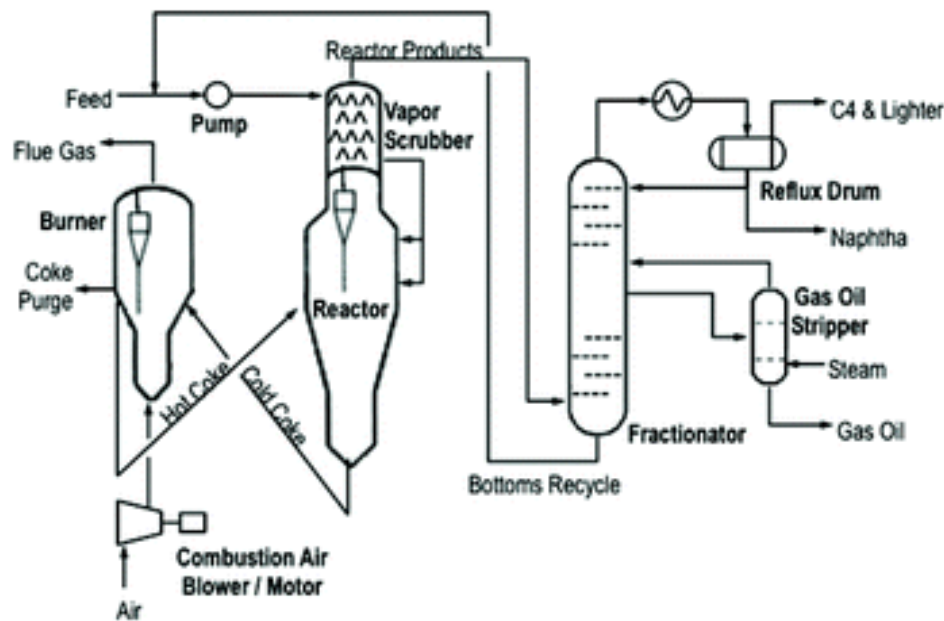 Reactor Products
Feed
Pump
Vapor
Scrubber
C4 & Lighter
Flue Gas
Reflux Drum
Burner
Naphtha
Coke
Purge
Reactor
Gas Oil
Stripper
Steam
Hot Coke
Cold Coke
Fractionator
Gas Oil
Bottoms Recycle
Combustion Air
Blower / Motor
Air